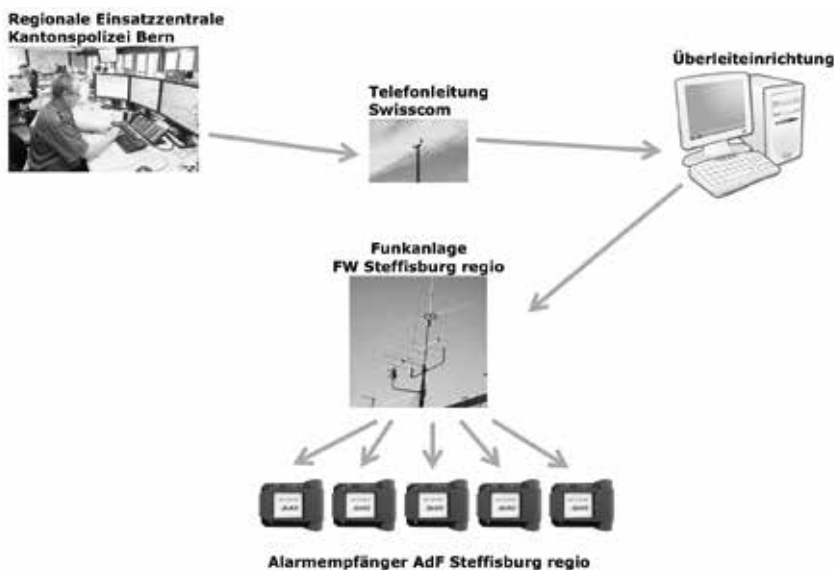 Regionale Einsatzzentrale
Kantonspolizei Bern
Telefonleitung
Swisscom
Überleiteinrichtung
Funkanlage
FW Steffisburg regio
Alarmempfänger AdF Steffisburg regio